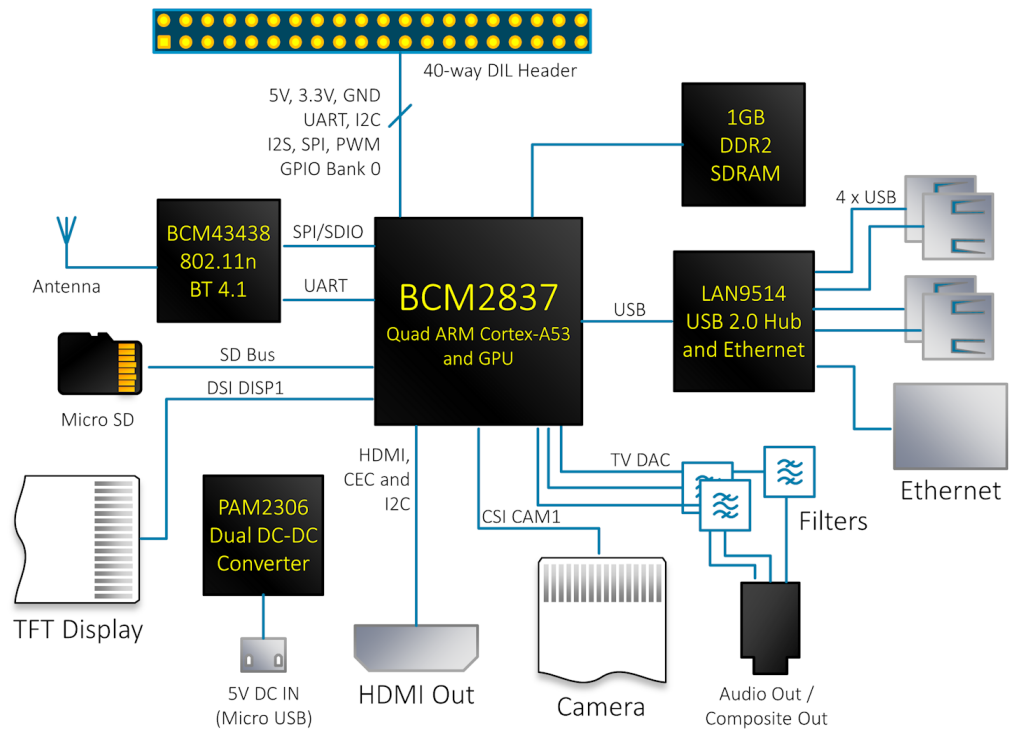 40-way DIL Header
5V, 3.3V, GND
UART, I2C
I2S, SPI, PWM
GPIO Bank 0
1GB
DDR2
SDRAM
4 x USB
BCM43438
802.11n
BT 4.1
SPI/SDIO
UART
Antenna
BCM2837
Quad ARM Cortex-A53
and GPU
USB
LAN9514
USB 2.0 Hub
and Ethernet
SD Bus
DSI DISP1
Micro SD
HDMI,
CEC and
I2C
TV DAC
CSI CAM1
Filters
Ethernet
PAM2306
Dual DC-DC
Converter
TFT Display
5V DC IN
(Micro USB)
HDMI Out
Camera
Audio Out /
Composite Out